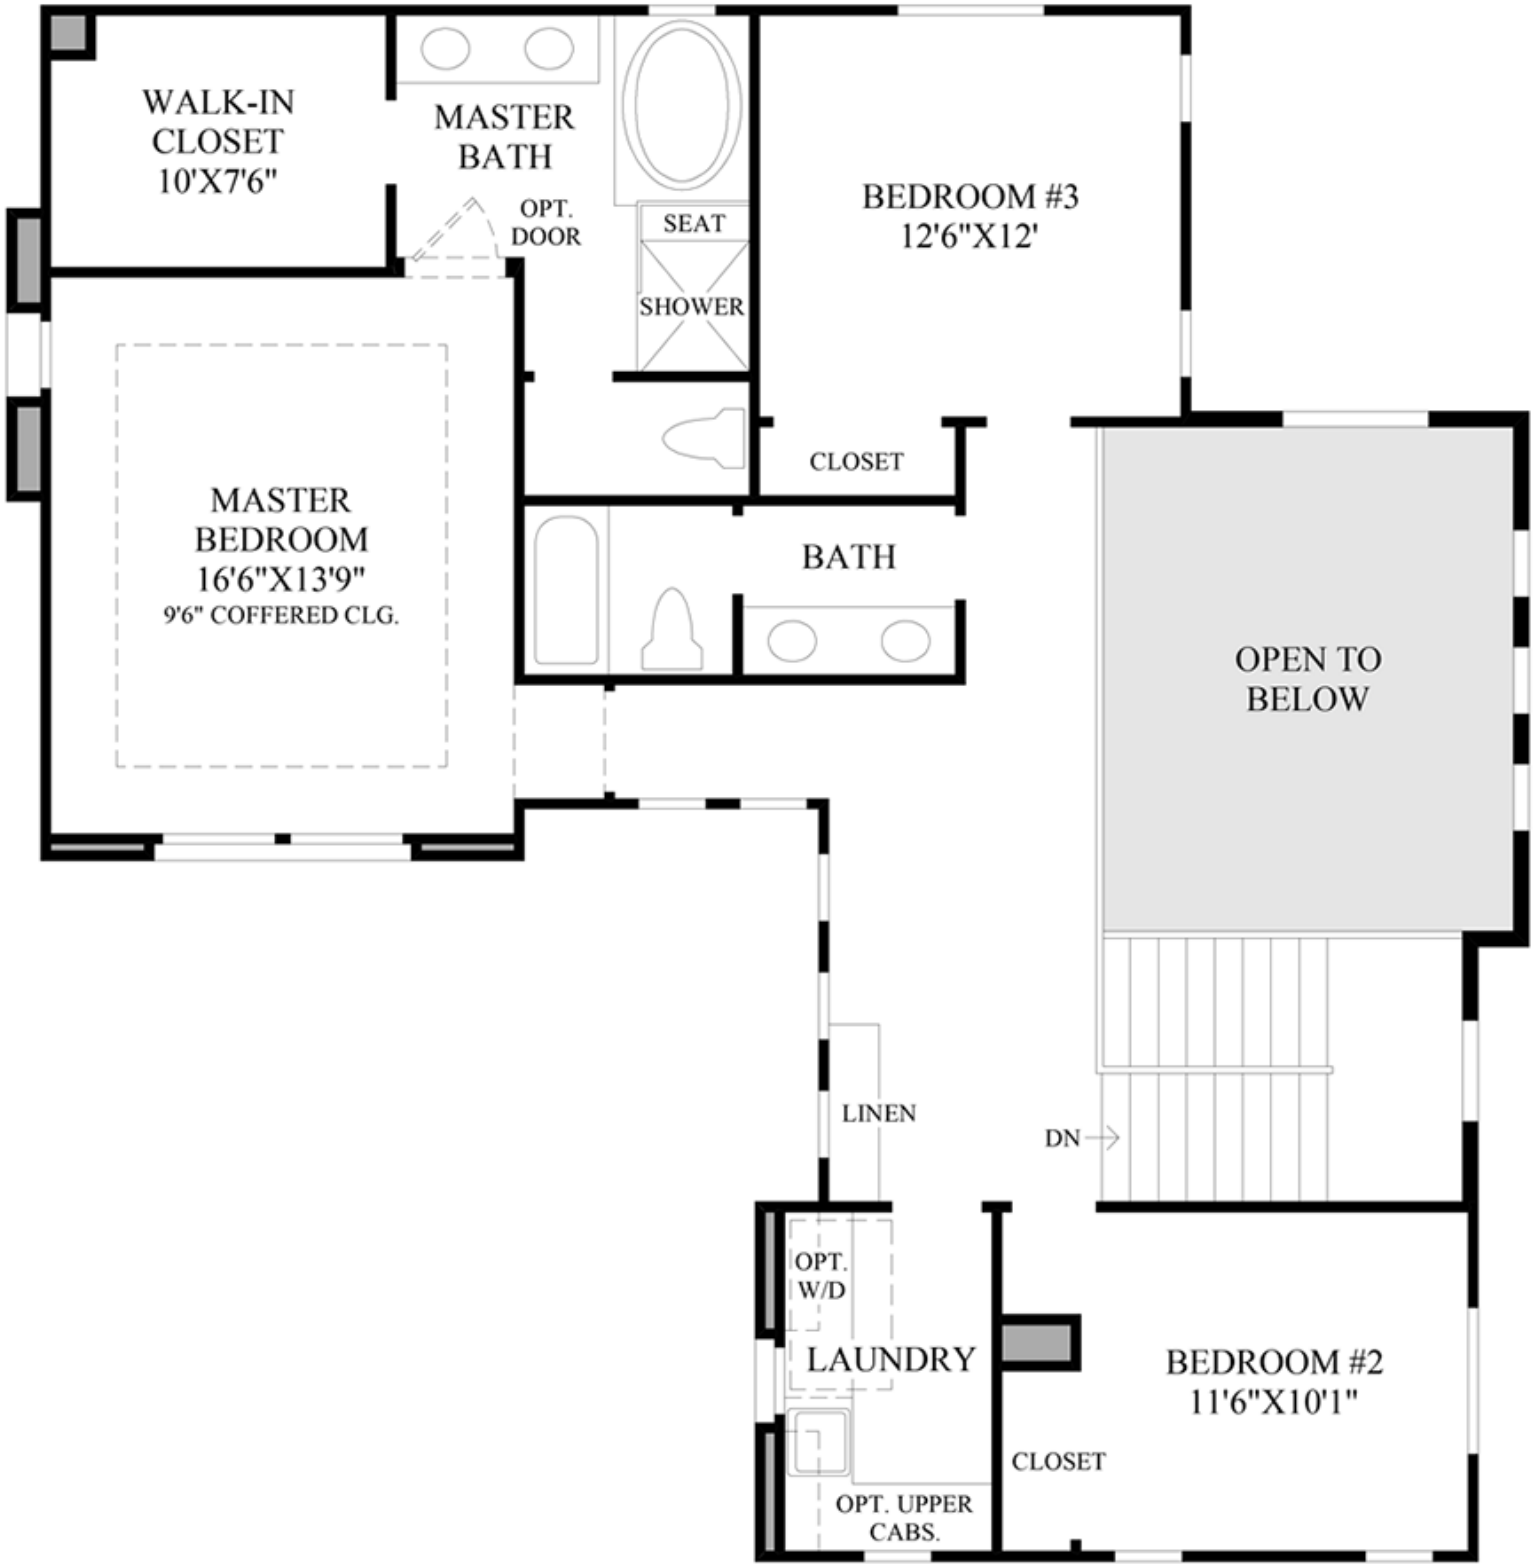 WALK-IN
CLOSET
10'X7'6"
MASTER
BATH
OPT.
DOOR
SEAT
SHOWER
BEDROOM #3
12'6"X12'
CLOSET
MASTER
BEDROOM
16'6"X13'9"
9'6" COFFERED CLG.
BATH
OPEN TO
BELOW
LINEN
DN
OPT.
W/D
LAUNDRY
BEDROOM #2
11'6"X10'1"
CLOSET
OPT. UPPER
CABS.